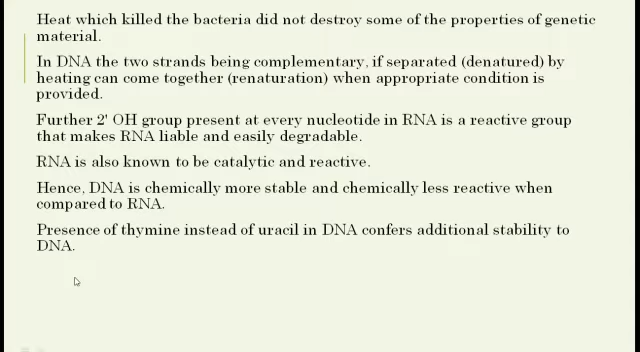 Heat which killed the bacteria did not destroy some of the properties of genetic
material.
In DNA the two strands being complementary, if separated (denatured) by
heating can come together (renaturation) when appropriate condition is
provided.
Further 2' OH group present at every nucleotide in RNA is a reactive group
that makes RNA liable and easily degradable.
RNA is also known to be catalytic and reactive.
Hence, DNA is chemically more stable and chemically less reactive when
compared to RNA.
Presence of thymine instead of uracil in DNA confers additional stability to
DNA.